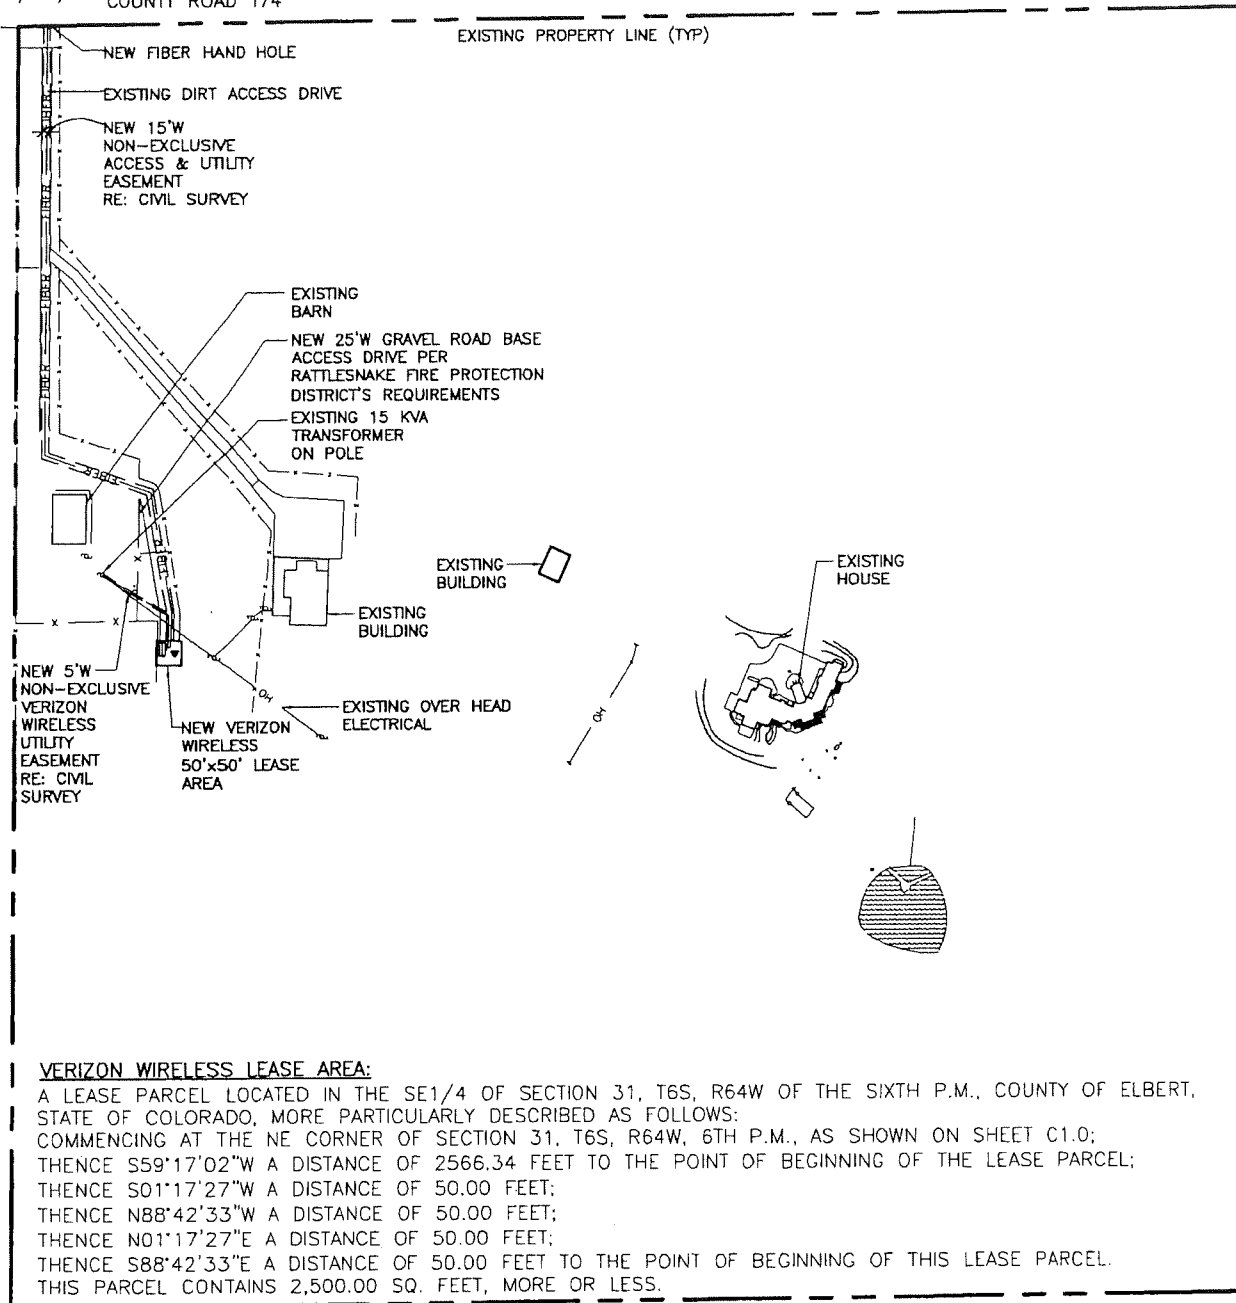 COUNTY ROAD 174
EXISTING PROPERTY LINE (TYP)
NEW FIBER HAND HOLE
EXISTING DIRT ACCESS DRIVE
NEW 15'W
NON-EXCLUSIVE
ACCESS & UTILITY
EASEMENT
RE: CIVIL SURVEY
FIBER
FIBER
FIBER
FIBER
FIBER
FIBER
EXISTING
BARN
NEW 25'W GRAVEL ROAD BASE
ACCESS DRIVE PER
RATTLESNAKE FIRE PROTECTION
DISTRICT'S REQUIREMENTS
EXISTING 15 KVA
TRANSFORMER
ON POLE
EXISTING
BUILDING
EXISTING
HOUSE
EXISTING
BUILDING
NEW 5'W
NON-EXCLUSIVE
VERIZON
WIRELESS
UTILITY
EASEMENT
RE: CIVIL
SURVEY
NEW VERIZON
WIRELESS
50'x50' LEASE
AREA
OH
EXISTING OVER HEAD
ELECTRICAL
OH
VERIZON WIRELESS LEASE AREA:
A LEASE PARCEL LOCATED IN THE SE1/4 OF SECTION 31, T6S, R64W OF THE SIXTH P.M., COUNTY OF ELBERT,
STATE OF COLORADO, MORE PARTICULARLY DESCRIBED AS FOLLOWS:
COMMENCING AT THE NE CORNER OF SECTION 31, T6S, R64W, 6TH P.M., AS SHOWN ON SHEET C1.0;
THENCE S59°17'02"W A DISTANCE OF 2566.34 FEET TO THE POINT OF BEGINNING OF THE LEASE PARCEL;
THENCE S01°17'27"W A DISTANCE OF 50.00 FEET;
THENCE N88°42'33"W A DISTANCE OF 50.00 FEET;
THENCE N01°17'27"E A DISTANCE OF 50.00 FEET;
THENCE S88°42'33"E A DISTANCE OF 50.00 FEET TO THE POINT OF BEGINNING OF THIS LEASE PARCEL.
THIS PARCEL CONTAINS 2,500.00 SQ. FEET, MORE OR LESS.